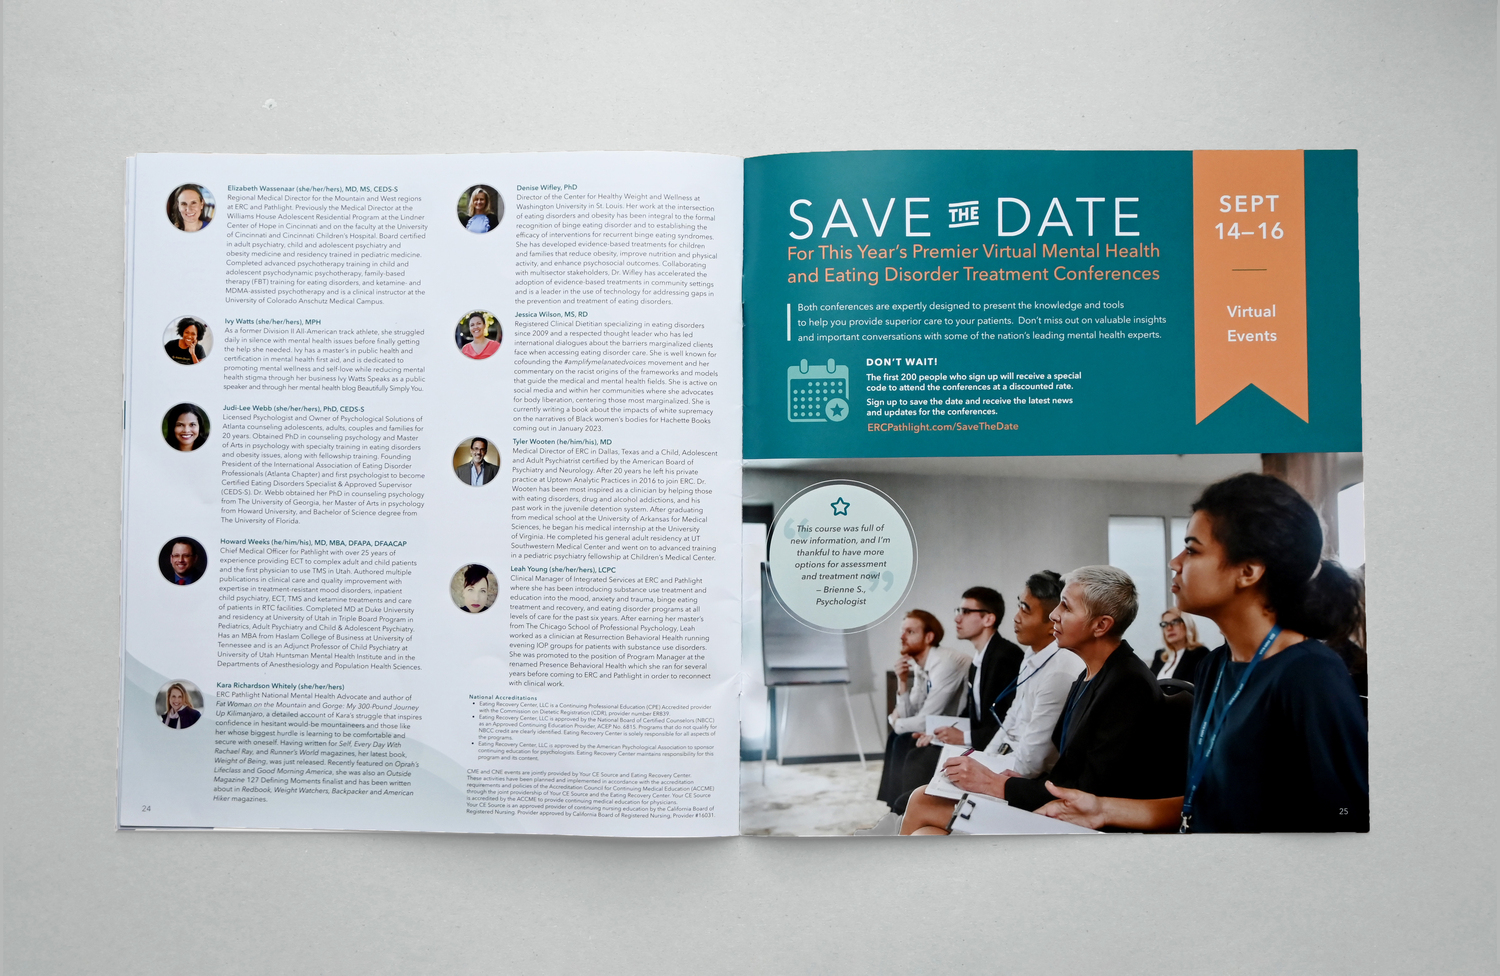 Elizabeth Wassenaar (she/her/hers), MD, MS, CEDS-S
Regional Medical Director for the Mountain and West regions
at ERC and Pathlight. Previously the Medical Director at the
Williams House Adolescent Residential Program at the Lindner
Center of Hope in Cincinnati and on the faculty at the University
of Cincinnati and Cincinnati Children's Hospital. Board certified
in adult psychiatry, child and adolescent psychiatry and
obesity medicine and residency trained in pediatric medicine.
Completed advanced psychotherapy training in child and
adolescent psychodynamic psychotherapy, family-based
therapy (FBT) training for eating disorders, and ketamine- and
MDMA-assisted psychotherapy and is a clinical instructor at the
University of Colorado Anschutz Medical Campus.
Ivy Watts (she/her/hers), MPH
As a former Division II All-American track athlete, she struggled
daily in silence with mental health issues before finally getting
the help she needed. Ivy has a master's in public health and
certification in mental health first aid, and is dedicated to
promoting mental wellness and self-love while reducing mental
health stigma through her business Ivy Watts Speaks as a public
speaker and through her mental health blog Beautifully Simply You.
Judi-Lee Webb (she/her/hers), PhD, CEDS-S
Licensed Psychologist and Owner of Psychological Solutions of
Atlanta counseling adolescents, adults, couples and families for
20 years. Obtained PhD in counseling psychology and Master
of Arts in psychology with specialty training in eating disorders
and obesity issues, along with fellowship training. Founding
President of the International Association of Eating Disorder
Professionals (Atlanta Chapter) and first psychologist to become
Certified Eating Disorders Specialist & Approved Supervisor
(CEDS-S). Dr. Webb obtained her PhD in counseling psychology
from The University of Georgia, her Master of Arts in psychology
from Howard University, and Bachelor of Science degree from
The University of Florida.
Howard Weeks (he/him/his), MD, MBA, DFAPA, DFAACAP
Chief Medical Officer for Pathlight with over 25 years of
experience providing ECT to complex adult and child patients
and the first physician to use TMS in Utah. Authored multiple
publications in clinical care and quality improvement with
expertise in treatment-resistant mood disorders, inpatient
child psychiatry, ECT, TMS and ketamine treatments and care
of patients in RTC facilities. Completed MD at Duke University
and residency at University of Utah in Triple Board Program in
Pediatrics, Adult Psychiatry and Child & Adolescent Psychiatry.
Has an MBA from Haslam College of Business at University of
Tennessee and is an Adjunct Professor of Child Psychiatry at
University of Utah Huntsman Mental Health Institute and in the
Departments of Anesthesiology and Population Health Sciences.
Kara Richardson Whitely (she/her/hers)
ERC Pathlight National Mental Health Advocate and author of
Fat Woman on the Mountain and Gorge: My 300-Pound Journey
Up Kilimanjaro, a detailed account of Kara's struggle that inspires
confidence in hesitant would-be mountaineers and those like
her whose biggest hurdle is learning to be comfortable and
secure with oneself. Having written for Self, Every Day With
Rachael Ray, and Runner's World magazines, her latest book,
Weight of Being, was just released. Recently featured on Oprah's
Lifeclass and Good Morning America, she was also an Outside
Magazine 127 Defining Moments finalist and has been written
about in Redbook, Weight Watchers, Backpacker and American
Hiker magazines.
24
Denise Wifley, PhD
Director of the Center for Healthy Weight and Wellness at
Washington University in St. Louis. Her work at the intersection
of eating disorders and obesity has been integral to the formal
recognition of binge eating disorder and to establishing the
efficacy of interventions for recurrent binge eating syndromes.
She has developed evidence-based treatments for children
and families that reduce obesity, improve nutrition and physical
activity, and enhance psychosocial outcomes. Collaborating
with multisector stakeholders, Dr. Wifley has accelerated the
adoption of evidence-based treatments in community settings
and is a leader in the use of technology for addressing gaps in
the prevention and treatment of eating disorders.
Jessica Wilson, MS, RD
Registered Clinical Dietitian specializing in eating disorders
since 2009 and a respected thought leader who has led
international dialogues about the barriers marginalized clients
face when accessing eating disorder care. She is well known for
cofounding the #amplifymelanatedvoices movement and her
commentary on the racist origins of the frameworks and models
that guide the medical and mental health fields. She is active on
social media and within her communities where she advocates
for body liberation, centering those most marginalized. She is
currently writing a book about the impacts of white supremacy
on the narratives of Black women's bodies for Hachette Books
coming out in January 2023.
Tyler Wooten (he/him/his), MD
Medical Director of ERC in Dallas, Texas and a Child, Adolescent
and Adult Psychiatrist certified by the American Board of
Psychiatry and Neurology. After 20 years he left his private
practice at Uptown Analytic Practices in 2016 to join ERC. Dr.
Wooten has been most inspired as a clinician by helping those
with eating disorders, drug and alcohol addictions, and his
past work in the juvenile detention system. After graduating
from medical school at the University of Arkansas for Medical
Sciences, he began his medical internship at the University
of Virginia. He completed his general adult residency at UT
Southwestern Medical Center and went on to advanced training
in a pediatric psychiatry fellowship at Children's Medical Center.
Leah Young (she/her/hers), LCPC
Clinical Manager of Integrated Services at ERC and Pathlight
where she has been introducing substance use treatment and
education into the mood, anxiety and trauma, binge eating
treatment and recovery, and eating disorder programs at all
levels of care for the past six years. After earning her master's
from The Chicago School of Professional Psychology, Leah
worked as a clinician at Resurrection Behavioral Health running
evening IOP groups for patients with substance use disorders.
She was promoted to the position of Program Manager at the
renamed Presence Behavioral Health which she ran for several
years before coming to ERC and Pathlight in order to reconnect
with clinical work.
National Accreditations
• Eating Recovery Center, LLC is a Continuing Professional Education (CPE) Accredited provider
with the Commission on Dietetic Registration (CDR), provider number ER839.
• Eating Recovery Center, LLC is approved by the National Board of Certified Counselors (NBCC)
as an Approved Continuing Education Provider, ACEP No. 6815. Programs that do not qualify for
NBCC credit are clearly identified. Eating Recovery Center is solely responsible for all aspects of
the programs.
• Eating Recovery Center, LLC is approved by the American Psychological Association to sponsor
continuing education for psychologists. Eating Recovery Center maintains responsibility for this
program and its content.
CME and CNE events are jointly provided by Your CE Source and Eating Recovery Center.
These activities have been planned and implemented in accordance with the accreditation
requirements and policies of the Accreditation Council for Continuing Medical Education (ACCME)
through the joint providership of Your CE Source and the Eating Recovery Center. Your CE Source
is accredited by the ACCME to provide continuing medical education for physicians.
Your CE Source is an approved provider of continuing nursing education by the California Board of
Registered Nursing. Provider approved by California Board of Registered Nursing, Provider #16031.
SAVE THE DATE
For This Year's Premier Virtual Mental Health
and Eating Disorder Treatment Conferences
Both conferences are expertly designed to present the knowledge and tools
to help you provide superior care to your patients. Don't miss out on valuable insights
and important conversations with some of the nation's leading mental health experts.
DON'T WAIT!
The first 200 people who sign up will receive a special
code to attend the conferences at a discounted rate.
Sign up to save the date and receive the latest news
and updates for the conferences.
ERCPathlight.com/SaveTheDate
SEPT
14–16
Virtual
Events
"This course was full of
new information, and I'm
thankful to have more
options for assessment
and treatment now!"
– Brienne S.,
Psychologist
25